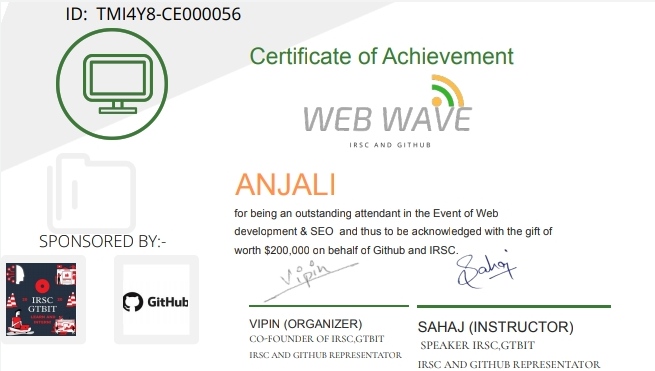 ID: TMI4Y8-CE000056
Certificate of Achievement
WEB WAVE
IRSC AND GITHUB
ANJALI
for being an outstanding attendant in the Event of Web
development & SEO and thus to be acknowledged with the gift of
worth $200,000 on behalf of Github and IRSC.
SPONSORED BY:-
IRSC
GTBIT
LEARN AND
GitHub
Vipin
Sahaj
VIPIN (ORGANIZER)
CO-FOUNDER OF IRSC,GTBIT
IRSC AND GITHUB REPRESENTATOR
SAHAJ (INSTRUCTOR)
SPEAKER IRSC,GTBIT
IRSC AND GITHUB REPRESENTATOR